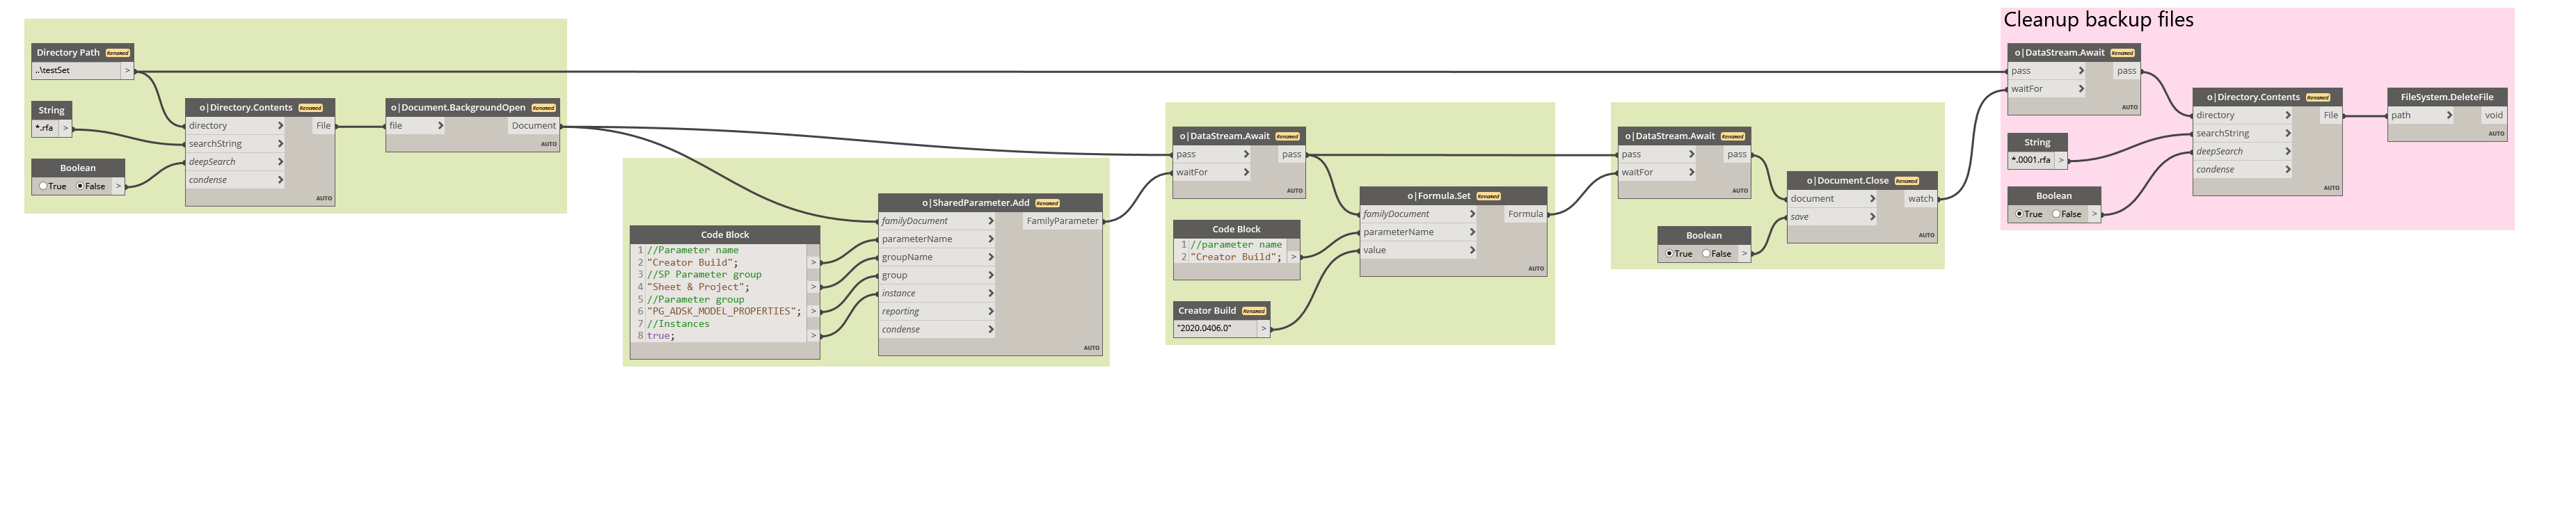 Directory Path Renamed
..\testSet >
String
*.rfa >
Boolean
True False >
o|Directory.Contents Renamed
directory > File
searchString >
deepSearch >
condense >
AUTO
o|Document.BackgroundOpen Renamed
file > Document
AUTO
Code Block
1 //Parameter name
2 "Creator Build"; >
3 //SP Parameter group
4 "Sheet & Project"; >
5 //Parameter group
6 "PG_ADSK_MODEL_PROPERTIES"; >
7 //Instances
8 true; >
o|SharedParameter.Add Renamed
familyDocument > FamilyParameter
parameterName >
groupName >
group >
instance >
reporting >
condense >
AUTO
o|DataStream.Await Renamed
pass > pass
waitFor >
AUTO
Code Block
1 //parameter name
2 "Creator Build"; >
Creator Build Renamed
"2020.0406.0" >
o|Formula.Set Renamed
familyDocument > Formula
parameterName >
value >
AUTO
o|DataStream.Await Renamed
pass > pass
waitFor >
AUTO
Boolean
True False >
o|Document.Close Renamed
document > watch
save >
AUTO
Cleanup backup files
o|DataStream.Await Renamed
pass > pass
waitFor >
AUTO
String
*.0001.rfa >
Boolean
True False >
o|Directory.Contents Renamed
directory > File
searchString >
deepSearch >
condense >
AUTO
FileSystem.DeleteFile
path > void
AUTO